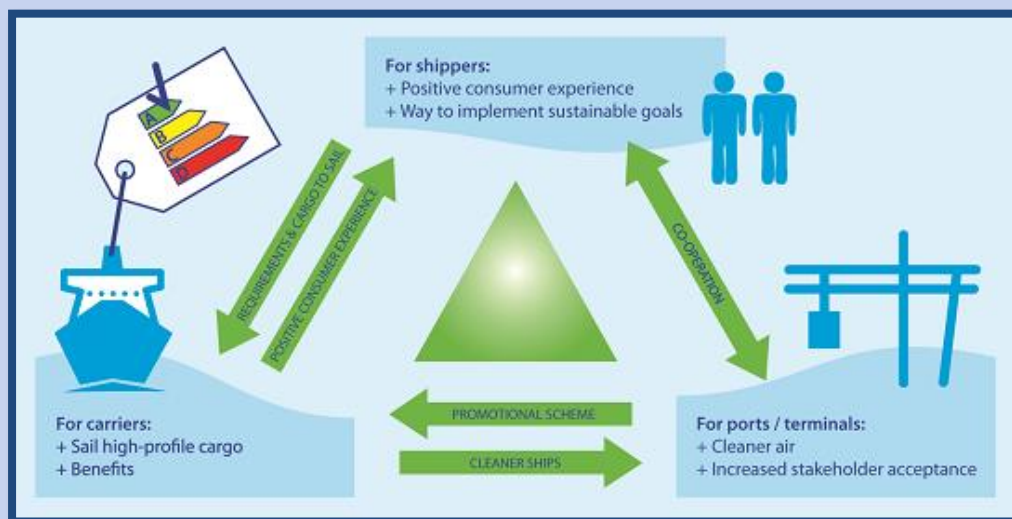 For shippers:
+ Positive consumer experience
+ Way to implement sustainable goals
A
B
C
D
REQUIREMENTS & CARGO TO SAIL
POSITIVE CONSUMER EXPERIENCE
CO-OPERATION
For carriers:
+ Sail high-profile cargo
+ Benefits
PROMOTIONAL SCHEME
CLEANER SHIPS
For ports / terminals:
+ Cleaner air
+ Increased stakeholder acceptance